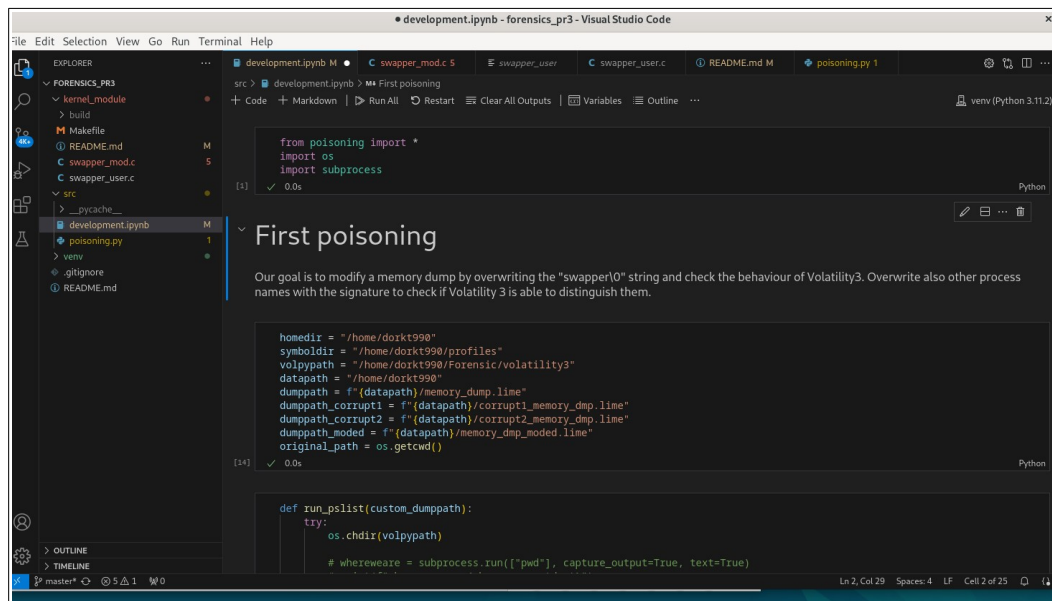 ● development.ipynb - forensics_pr3 - Visual Studio Code
File Edit Selection View Go Run Terminal Help
EXPLORER
FORENSICS_PR3
kernel_module
build
Makefile
README.md M
swapper_mod.c 5
swapper_user.c
src
__pycache__
development.ipynb M
poisoning.py 1
venv
.gitignore
README.md
OUTLINE
TIMELINE
4K+
development.ipynb M ● swapper_mod.c 5 swapper_user swapper_user.c README.md M poisoning.py 1
src > development.ipynb > M↓ First poisoning
+ Code + Markdown | Run All Restart Clear All Outputs | Variables Outline ... venv (Python 3.11.2)
from poisoning import *
import os
import subprocess
[1] ✓ 0.0s Python
First poisoning
Our goal is to modify a memory dump by overwriting the "swapper\0" string and check the behaviour of Volatility3. Overwrite also other process
names with the signature to check if Volatility 3 is able to distinguish them.
homedir = "/home/dorkt990"
symboldir = "/home/dorkt990/profiles"
volpypath = "/home/dorkt990/Forensic/volatility3"
datapath = "/home/dorkt990"
dumppath = f"{datapath}/memory_dump.lime"
dumppath_corrupt1 = f"{datapath}/corrupt1_memory_dmp.lime"
dumppath_corrupt2 = f"{datapath}/corrupt2_memory_dmp.lime"
dumppath_moded = f"{datapath}/memory_dmp_moded.lime"
original_path = os.getcwd()
[14] ✓ 0.0s Python
def run_pslist(custom_dumppath):
try:
os.chdir(volpypath)
# whereweare = subprocess.run(["pwd"], capture_output=True, text=True)
master* 5 1 0 Ln 2, Col 29 Spaces: 4 LF Cell 2 of 25